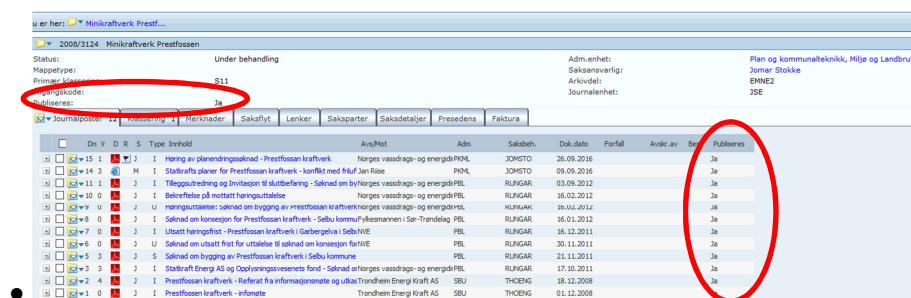 u er her: Minikraftverk Prestf...
2008/3124 Minikraftverk Prestfossen
Status: Under behandling Adm.enhet: Plan og kommunalteknikk, Miljø og Landbru
Mappetype: Saksansvarlig: Jomar Stokke
Primær klassering S11 Arkivdel: EMNE2
Tilgangskode: Journalenhet: JSE
Publiseres: Ja
Journalposter 12 Klassering 1 Merknader Saksflyt Lenker Saksparter Saksdetaljer Presedens Faktura
Dn V D R S Type Innhold Avs/Mot Adm Saksbeh. Dok.dato Forfall Avskr.av Publiseres
15 1 J I Høring av planendringssøknad - Prestfossan kraftverk Norges vassdrags- og energidir PKML JOMSTO 26.09.2016 Ja
14 3 M I Statkrafts planer for Prestfossan kraftverk - konflikt med friluf Jan Riise PKML JOMSTO 09.09.2016 Ja
11 1 J I Tilleggsutredning og Invitasjon til sluttbefaring - Søknad om by Norges vassdrags- og energidir PBL RUNGAR 03.09.2012 Ja
10 0 J I Bekreftelse på mottatt høringsuttalelse Norges vassdrags- og energidir PBL RUNGAR 16.02.2012 Ja
9 0 J U Høringsuttalelse: Søknad om bygging av Prestfossan kraftverk Norges vassdrags- og energidir PBL RUNGAR 16.02.2012 Ja
8 0 J I Søknad om konsesjon for Prestfossan kraftverk - Selbu kommu Fylkesmannen i Sør-Trøndelag PBL RUNGAR 16.01.2012 Ja
7 0 J I Utsatt høringsfrist - Prestfossan kraftverk i Garbergelva i Selb NVE PBL RUNGAR 16.12.2011 Ja
6 0 J U Søknad om utsatt frist for uttalelse til søknad om konsesjon for NVE PBL RUNGAR 30.11.2011 Ja
5 3 J S Søknad om bygging av Prestfossan kraftverk i Selbu kommune PBL RUNGAR 21.11.2011 Ja
3 3 J I Statkraft Energi AS og Opplysningsvesenets fond - Søknad or Norges vassdrags- og energidir PBL RUNGAR 17.10.2011 Ja
2 4 J I Prestfossan kraftverk - Referat fra informasjonsmøte og utkas Trondheim Energi Kraft AS SBU THOENG 18.12.2008 Ja
1 0 J I Prestfossen kraftverk - infomøte Trondheim Energi Kraft AS SBU THOENG 01.12.2008 Ja